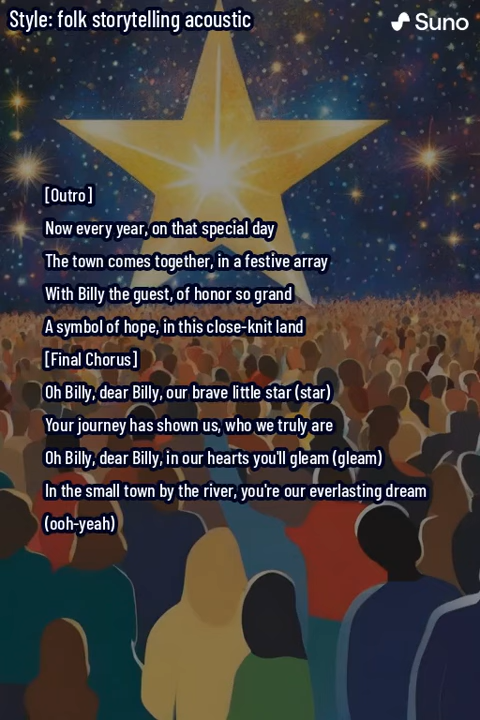 Style: folk storytelling acoustic
Suno
[Outro]
Now every year, on that special day
The town comes together, in a festive array
With Billy the guest, of honor so grand
A symbol of hope, in this close-knit land
[Final Chorus]
Oh Billy, dear Billy, our brave little star (star)
Your journey has shown us, who we truly are
Oh Billy, dear Billy, in our hearts you'll gleam (gleam)
In the small town by the river, you're our everlasting dream
(ooh-yeah)